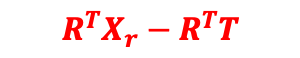 $R^T X_r - R^T T$